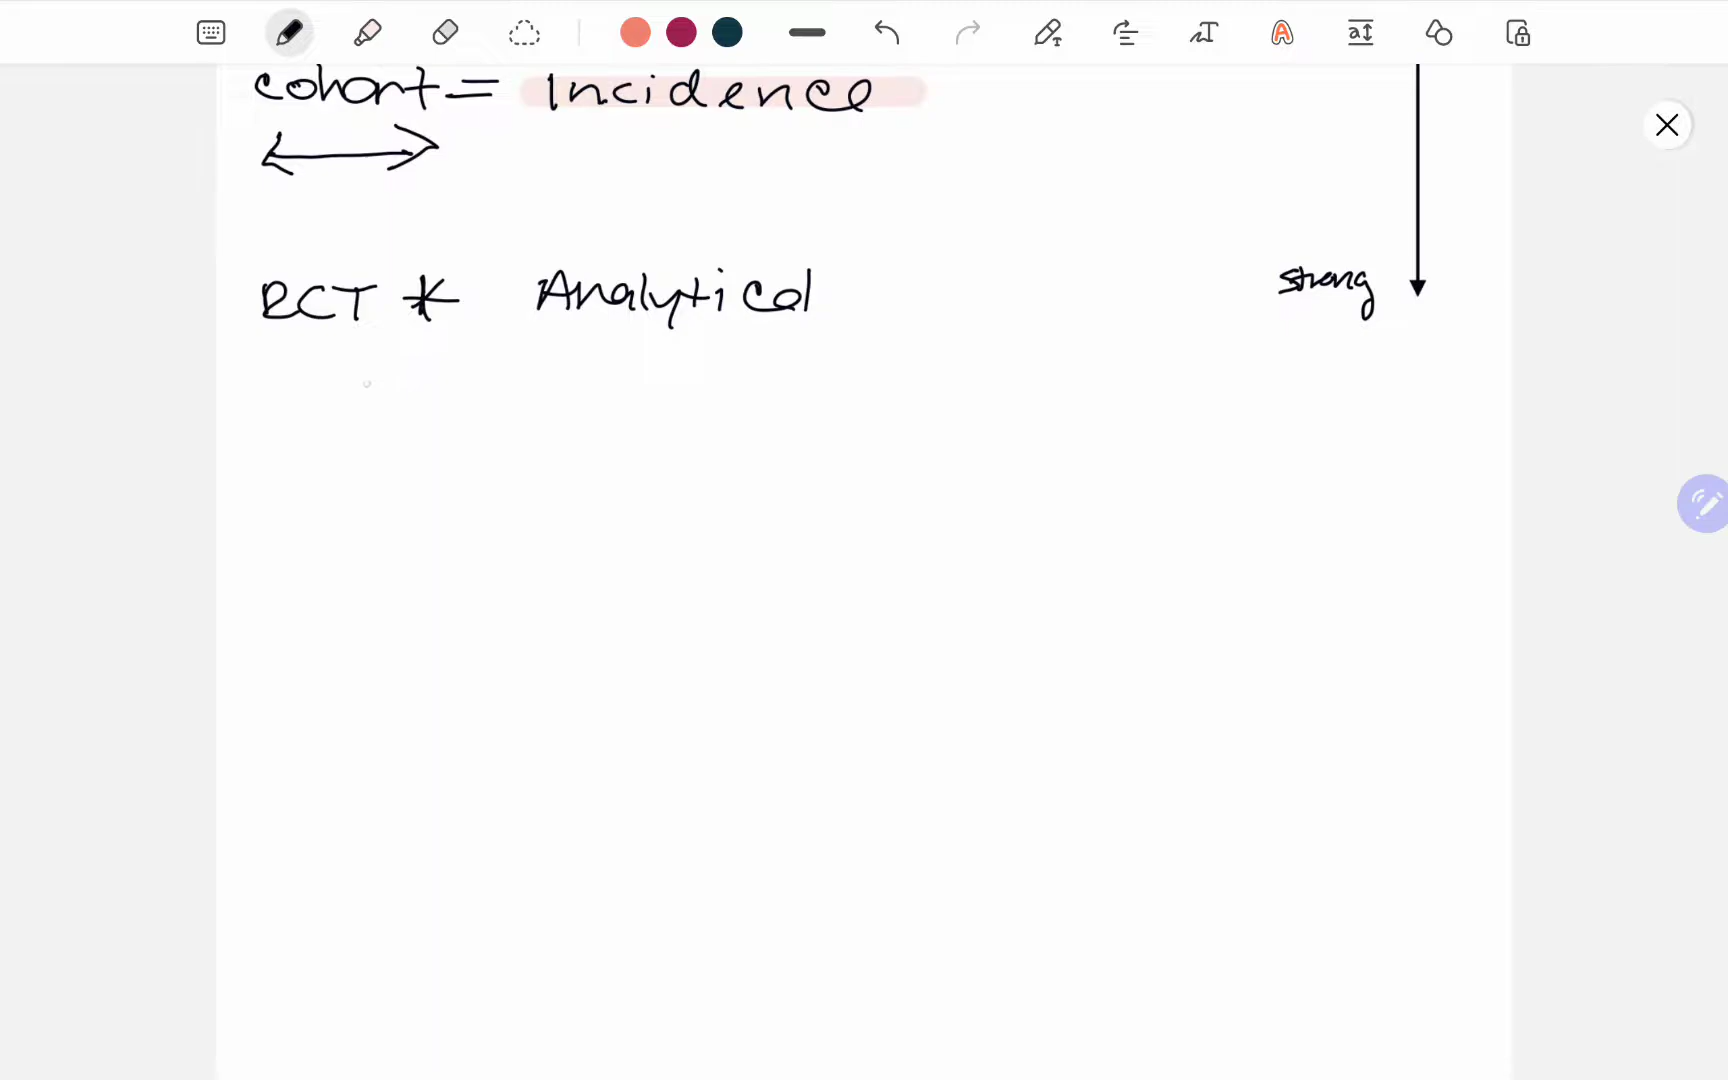 cohort = Incidence
RCT * Analytical
strong